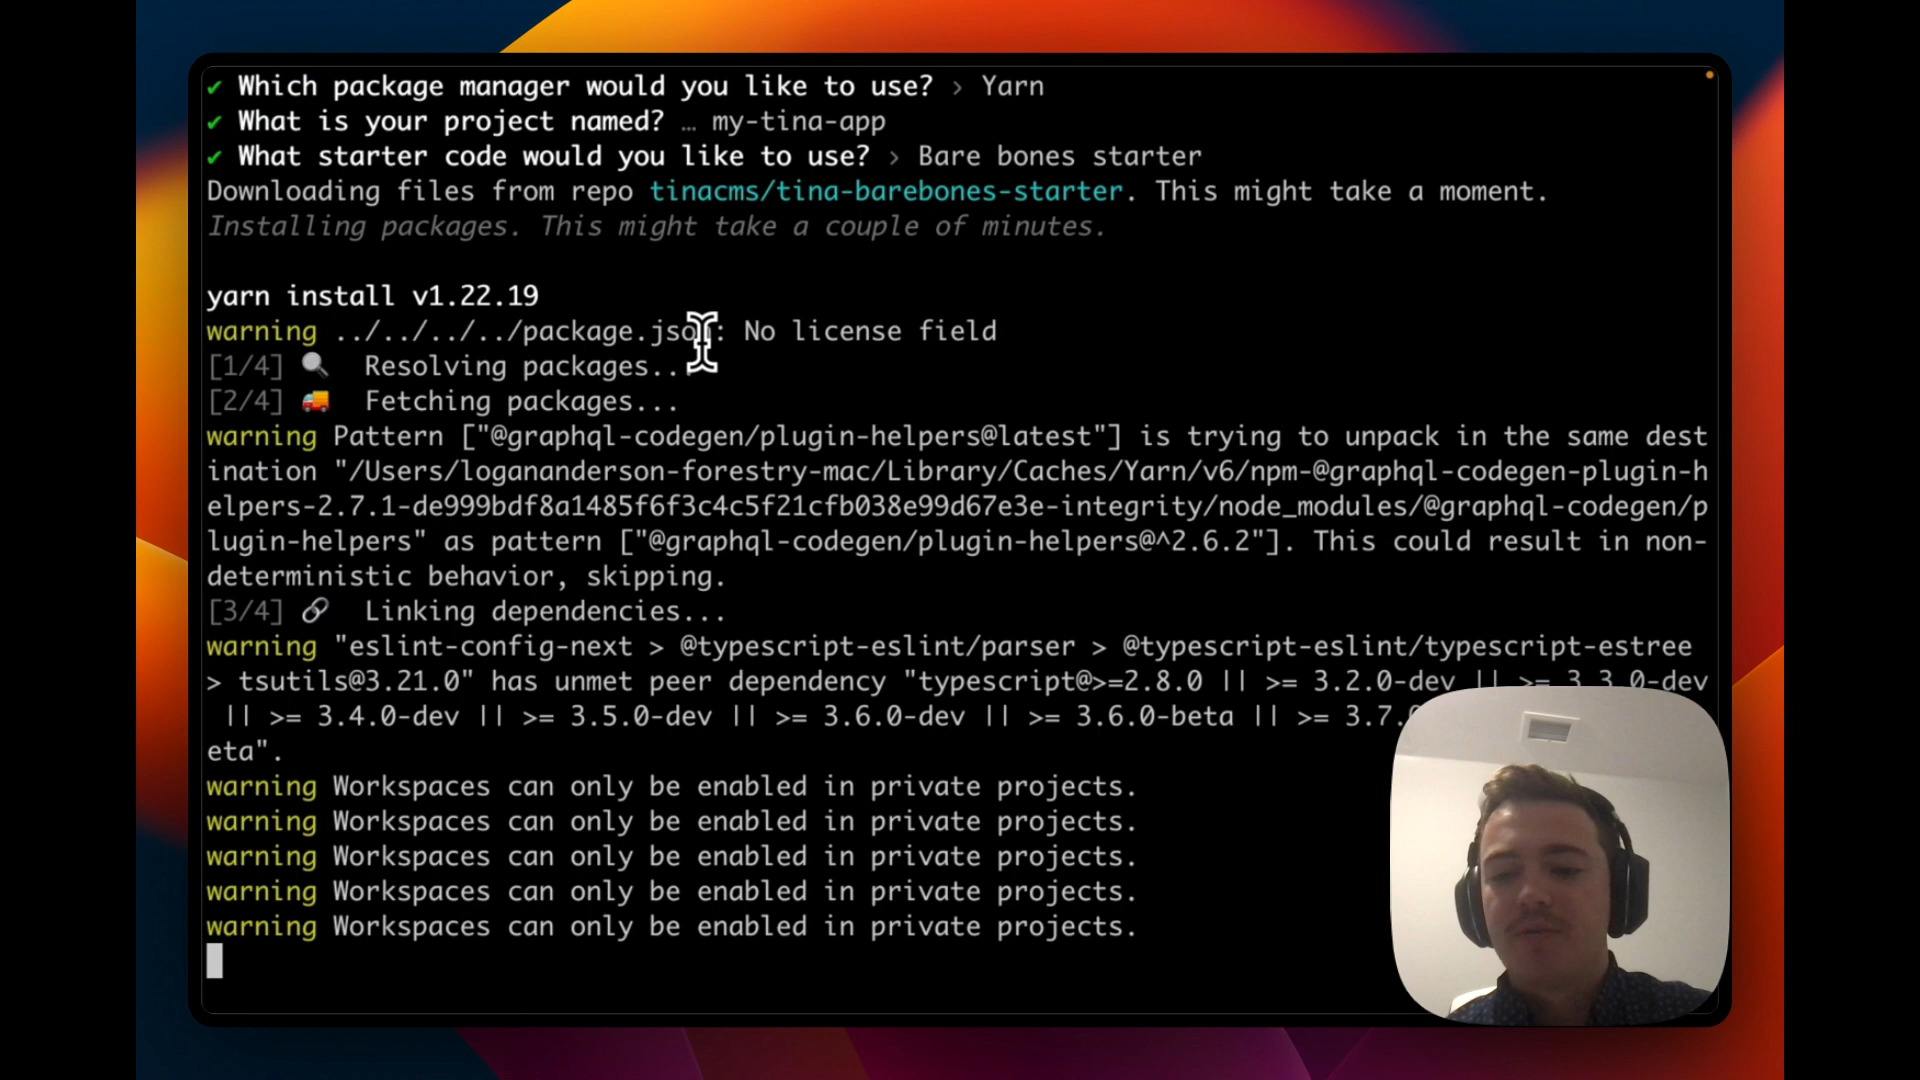 ✔ Which package manager would you like to use? › Yarn
✔ What is your project named? … my-tina-app
✔ What starter code would you like to use? › Bare bones starter
Downloading files from repo tinacms/tina-barebones-starter. This might take a moment.
Installing packages. This might take a couple of minutes.
yarn install v1.22.19
warning ../../../../package.json: No license field
[1/4] 🔍 Resolving packages...
[2/4] 🚚 Fetching packages...
warning Pattern ["@graphql-codegen/plugin-helpers@latest"] is trying to unpack in the same dest
ination "/Users/logananderson-forestry-mac/Library/Caches/Yarn/v6/npm-@graphql-codegen-plugin-h
elpers-2.7.1-de999bdf8a1485f6f3c4c5f21cfb038e99d67e3e-integrity/node_modules/@graphql-codegen/p
lugin-helpers" as pattern ["@graphql-codegen/plugin-helpers@^2.6.2"]. This could result in non-
deterministic behavior, skipping.
[3/4] 🔗 Linking dependencies...
warning "eslint-config-next > @typescript-eslint/parser > @typescript-eslint/typescript-estree
> tsutils@3.21.0" has unmet peer dependency "typescript@>=2.8.0 || >= 3.2.0-dev || >= 3.3.0-dev
|| >= 3.4.0-dev || >= 3.5.0-dev || >= 3.6.0-dev || >= 3.6.0-beta || >= 3.7.
eta".
warning Workspaces can only be enabled in private projects.
warning Workspaces can only be enabled in private projects.
warning Workspaces can only be enabled in private projects.
warning Workspaces can only be enabled in private projects.
warning Workspaces can only be enabled in private projects.